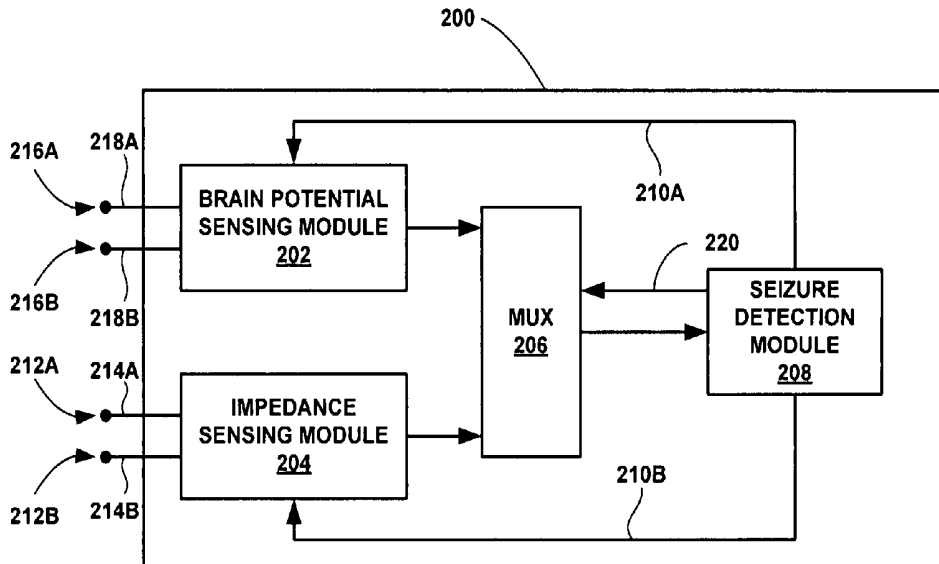 200
216A
218A
210A
BRAIN POTENTIAL
SENSING MODULE
202
216B
218B
220
MUX
206
SEIZURE
DETECTION
MODULE
208
212A
214A
IMPEDANCE
SENSING MODULE
204
212B
214B
210B